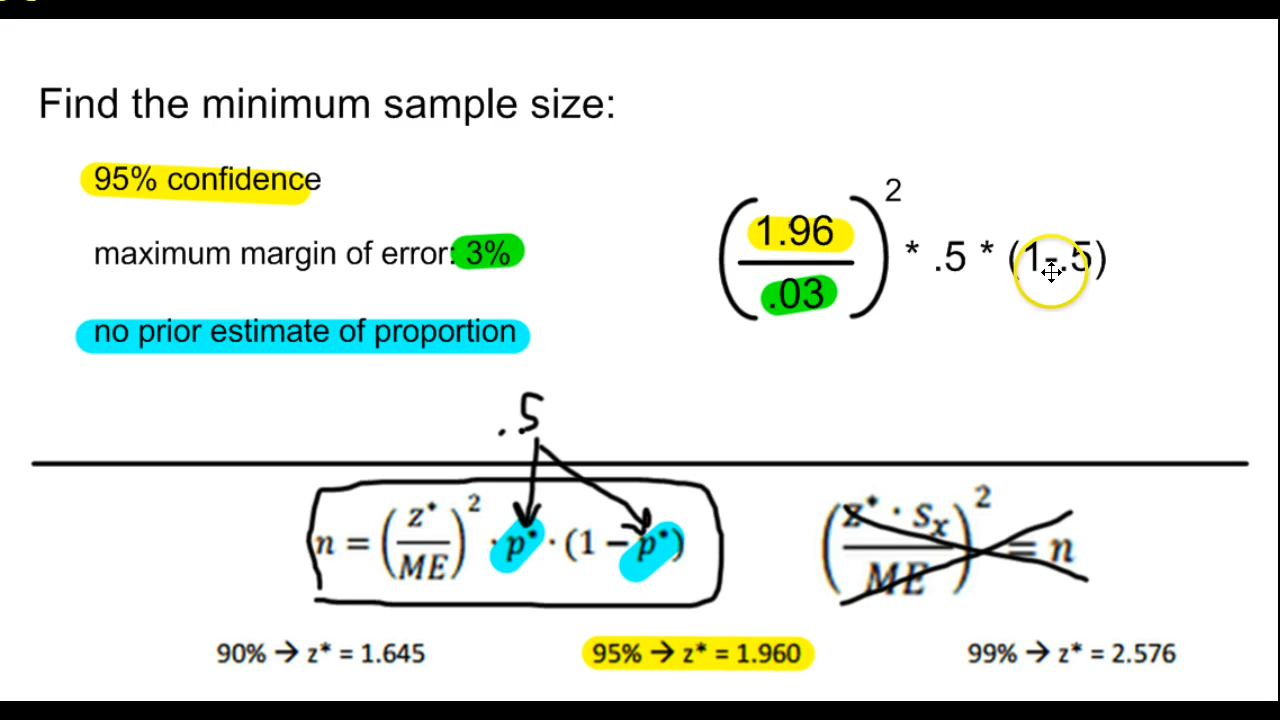 Find the minimum sample size:
95% confidence
maximum margin of error: 3%
no prior estimate of proportion
(1.96/.03)² * .5 * (1-.5)
.5
n = (z*/ME)² · p* · (1 − p*)
(z* · Sₓ/ME)² = n
90% → z* = 1.645
95% → z* = 1.960
99% → z* = 2.576